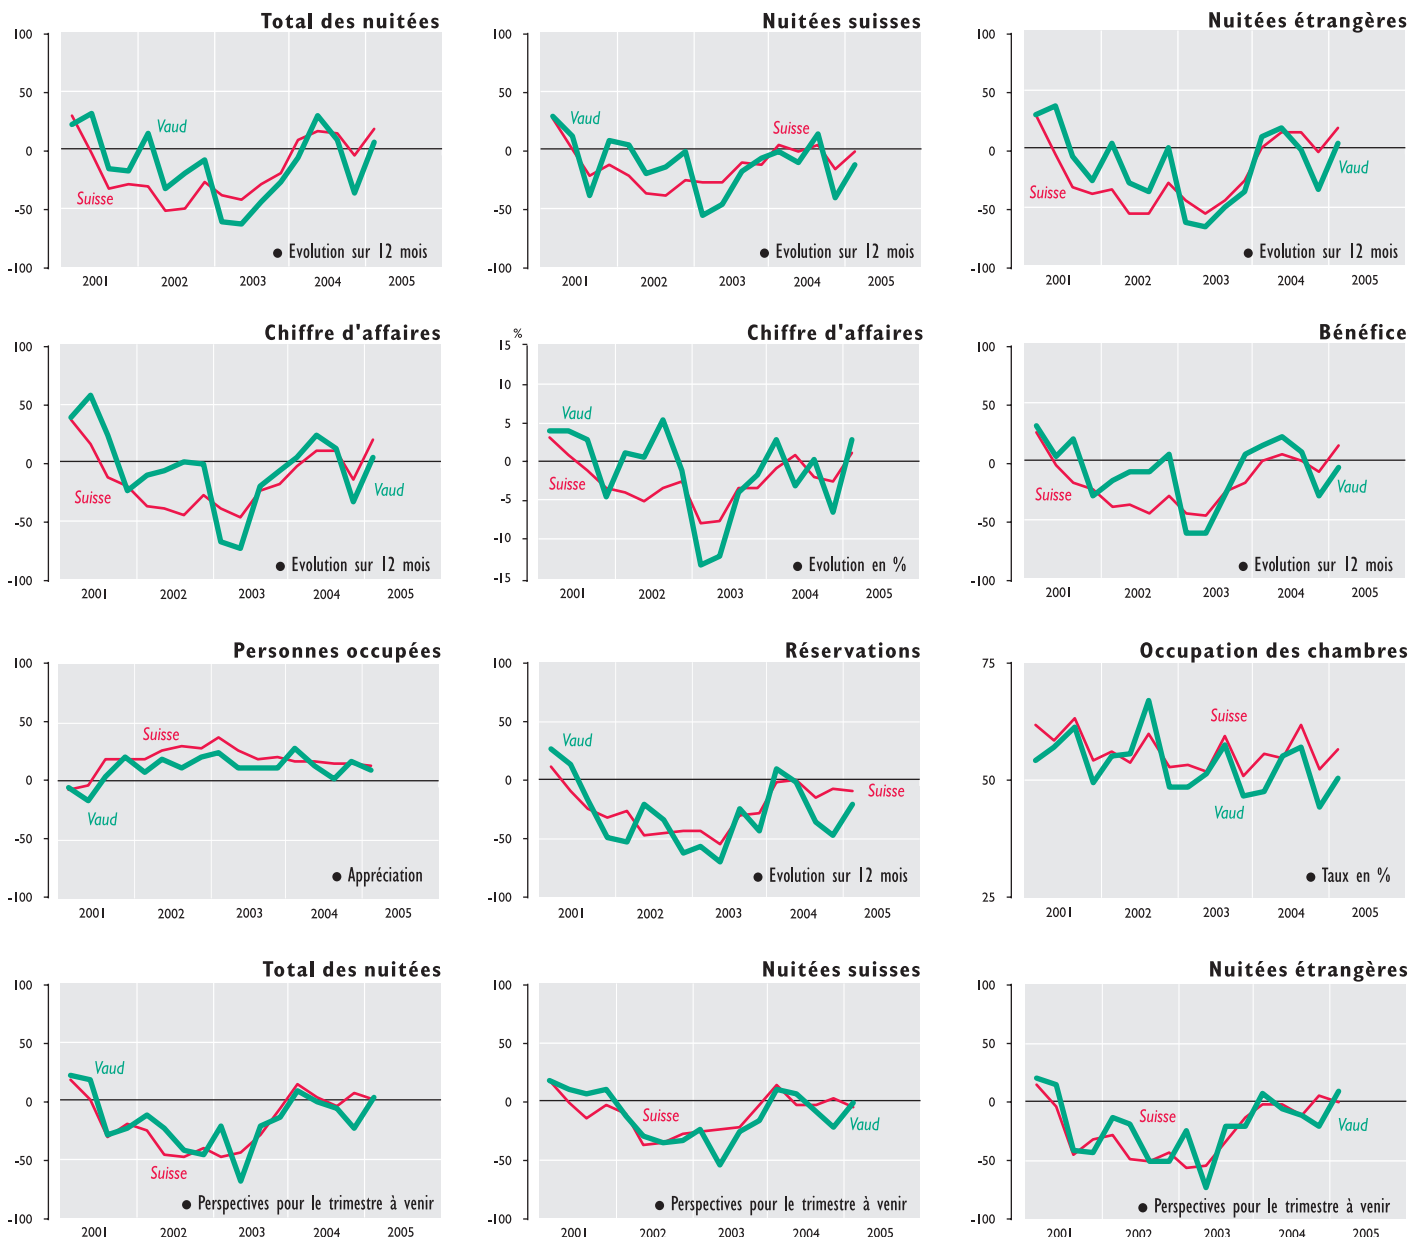 Total des nuitées
100
50
0
-50
-100
Vaud
Suisse
● Evolution sur 12 mois
2001 2002 2003 2004 2005
Nuitées suisses
100
50
0
-50
-100
Vaud
Suisse
● Evolution sur 12 mois
2001 2002 2003 2004 2005
Nuitées étrangères
100
50
0
-50
-100
Suisse
Vaud
● Evolution sur 12 mois
2001 2002 2003 2004 2005
Chiffre d'affaires
100
50
0
-50
-100
Suisse
Vaud
● Evolution sur 12 mois
2001 2002 2003 2004 2005
Chiffre d'affaires
%
15
10
5
0
-5
-10
-15
Vaud
Suisse
● Evolution en %
2001 2002 2003 2004 2005
Bénéfice
100
50
0
-50
-100
Suisse
Vaud
● Evolution sur 12 mois
2001 2002 2003 2004 2005
Personnes occupées
100
50
0
-50
-100
Suisse
Vaud
● Appréciation
2001 2002 2003 2004 2005
Réservations
100
50
0
-50
-100
Vaud
Suisse
● Evolution sur 12 mois
2001 2002 2003 2004 2005
Occupation des chambres
75
50
25
Suisse
Vaud
● Taux en %
2001 2002 2003 2004 2005
Total des nuitées
100
50
0
-50
-100
Vaud
Suisse
● Perspectives pour le trimestre à venir
2001 2002 2003 2004 2005
Nuitées suisses
100
50
0
-50
-100
Suisse
Vaud
● Perspectives pour le trimestre à venir
2001 2002 2003 2004 2005
Nuitées étrangères
100
50
0
-50
-100
Suisse
Vaud
● Perspectives pour le trimestre à venir
2001 2002 2003 2004 2005